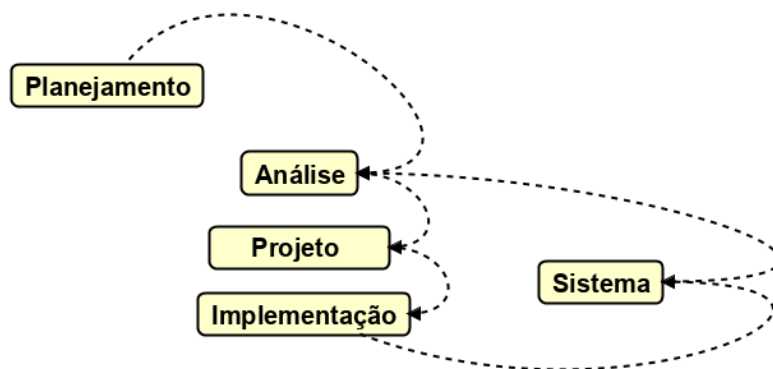 Planejamento
Análise
Projeto
Sistema
Implementação